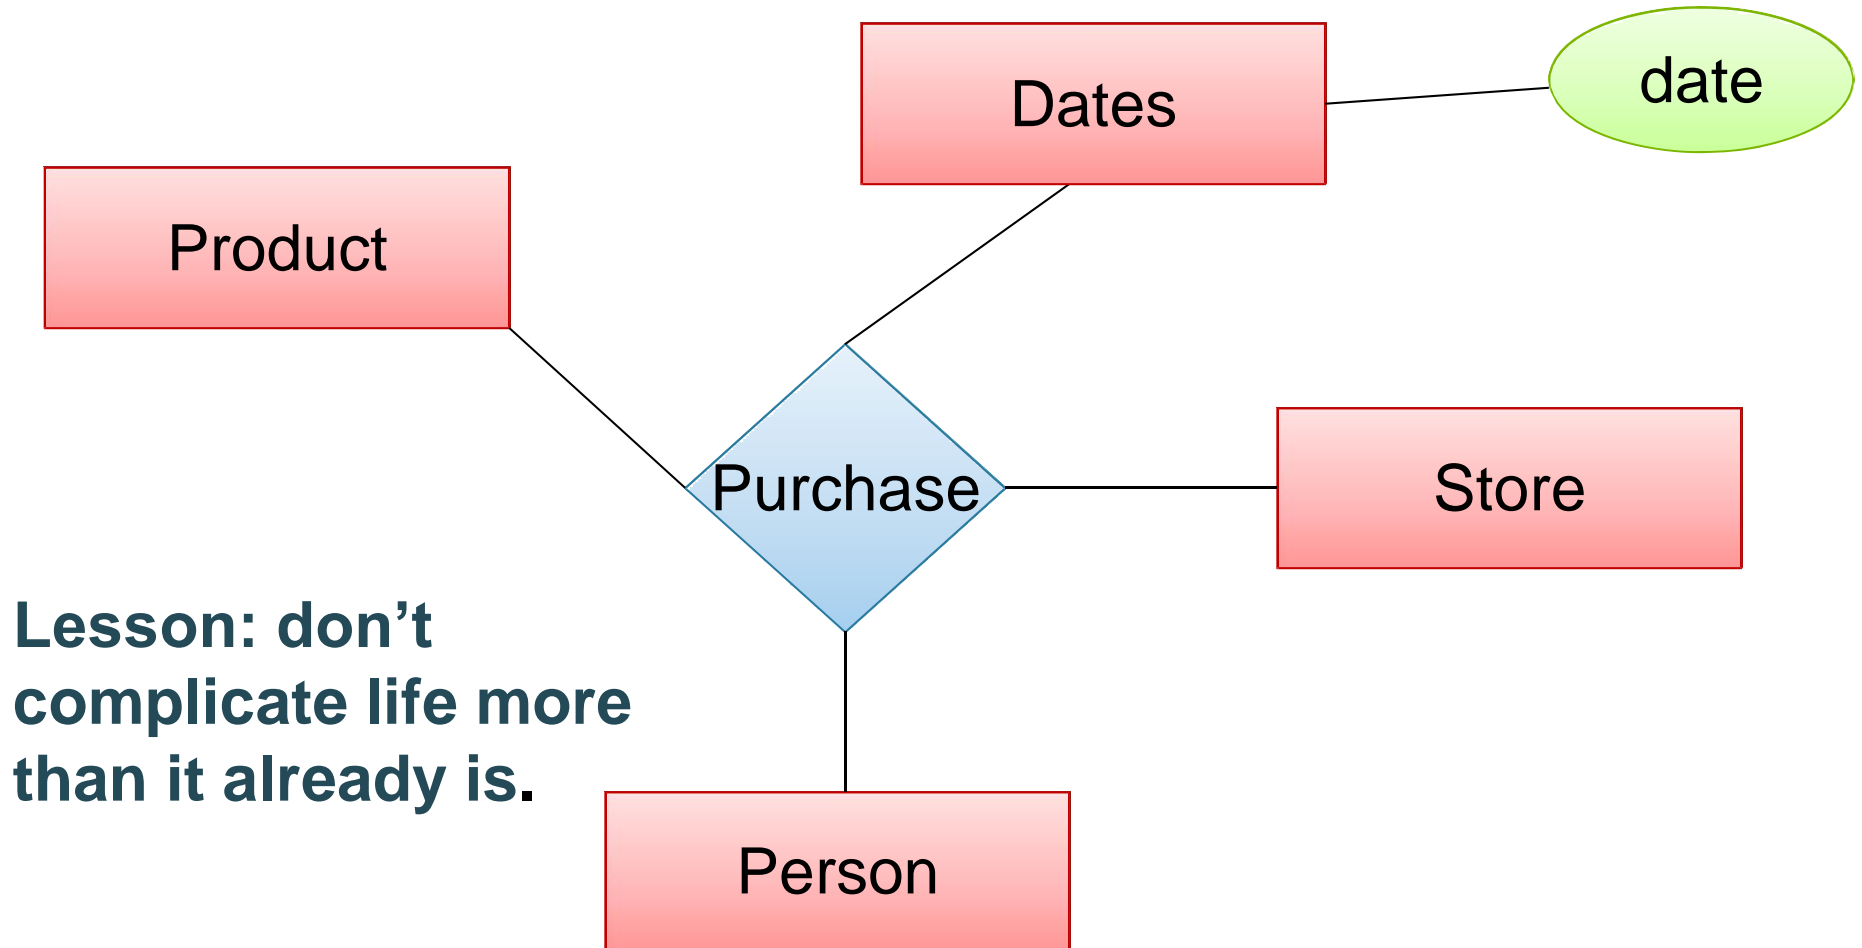 Dates
date
Product
Purchase
Store
Lesson: don’t
complicate life more
than it already is.
Person